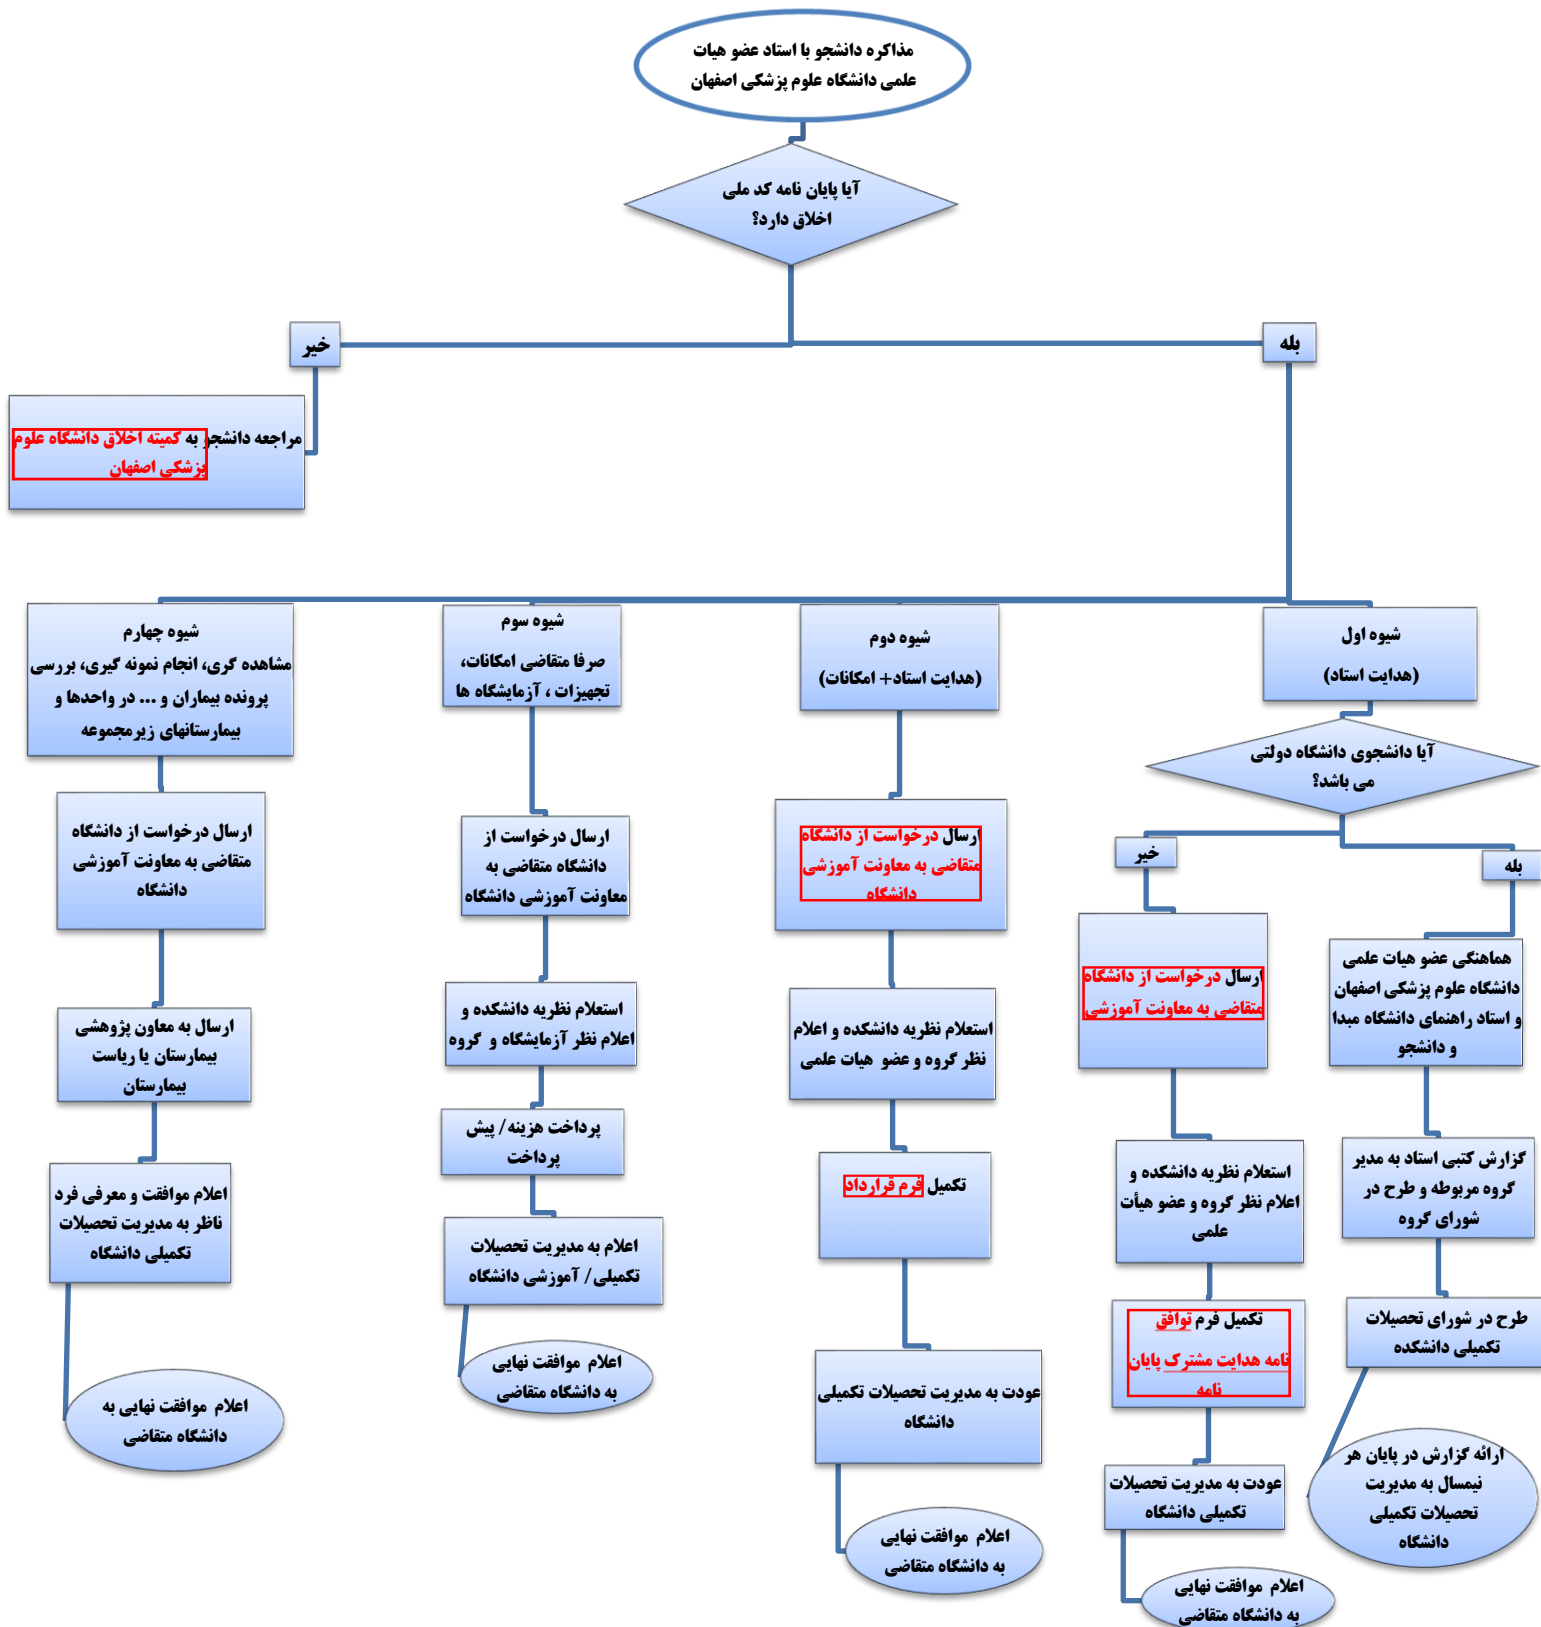 مذاکره دانشجو با استاد عضو هیات
علمی دانشگاه علوم پزشکی اصفهان
آیا پایان نامه کد ملی
اخلاق دارد؟
بله
خیر
مراجعه دانشجو به کمیته اخلاق دانشگاه علوم
پزشکی اصفهان
شیوه اول
(هدایت استاد)
آیا دانشجوی دانشگاه دولتی
می باشد؟
بله
هماهنگی عضو هیات علمی
دانشگاه علوم پزشکی اصفهان
و استاد راهنمای دانشگاه مبدا
و دانشجو
گزارش کتبی استاد به مدیر
گروه مربوطه و طرح در
شورای گروه
طرح در شورای تحصیلات
تکمیلی دانشکده
ارائه گزارش در پایان هر
نیمسال به مدیریت
تحصیلات تکمیلی
دانشگاه
خیر
ارسال درخواست از دانشگاه
متقاضی به معاونت آموزشی
استعلام نظریه دانشکده و
اعلام نظر گروه و عضو هیأت
علمی
تکمیل فرم توافق
نامه هدایت مشترک پایان
نامه
عودت به مدیریت تحصیلات
تکمیلی دانشگاه
اعلام موافقت نهایی
به دانشگاه متقاضی
شیوه دوم
(هدایت استاد+ امکانات)
ارسال درخواست از دانشگاه
متقاضی به معاونت آموزشی
دانشگاه
استعلام نظریه دانشکده و اعلام
نظر گروه و عضو هیات علمی
تکمیل فرم قرارداد
عودت به مدیریت تحصیلات تکمیلی
دانشگاه
اعلام موافقت نهایی
به دانشگاه متقاضی
شیوه سوم
صرفا متقاضی امکانات،
تجهیزات ، آزمایشگاه ها
ارسال درخواست از
دانشگاه متقاضی به
معاونت آموزشی دانشگاه
استعلام نظریه دانشکده و
اعلام نظر آزمایشگاه و گروه
پرداخت هزینه/ پیش
پرداخت
اعلام به مدیریت تحصیلات
تکمیلی/ آموزشی دانشگاه
اعلام موافقت نهایی
به دانشگاه متقاضی
شیوه چهارم
مشاهده گری، انجام نمونه گیری، بررسی
پرونده بیماران و ... در واحدها و
بیمارستانهای زیرمجموعه
ارسال درخواست از دانشگاه
متقاضی به معاونت آموزشی
دانشگاه
ارسال به معاون پژوهشی
بیمارستان یا ریاست
بیمارستان
اعلام موافقت و معرفی فرد
ناظر به مدیریت تحصیلات
تکمیلی دانشگاه
اعلام موافقت نهایی به
دانشگاه متقاضی